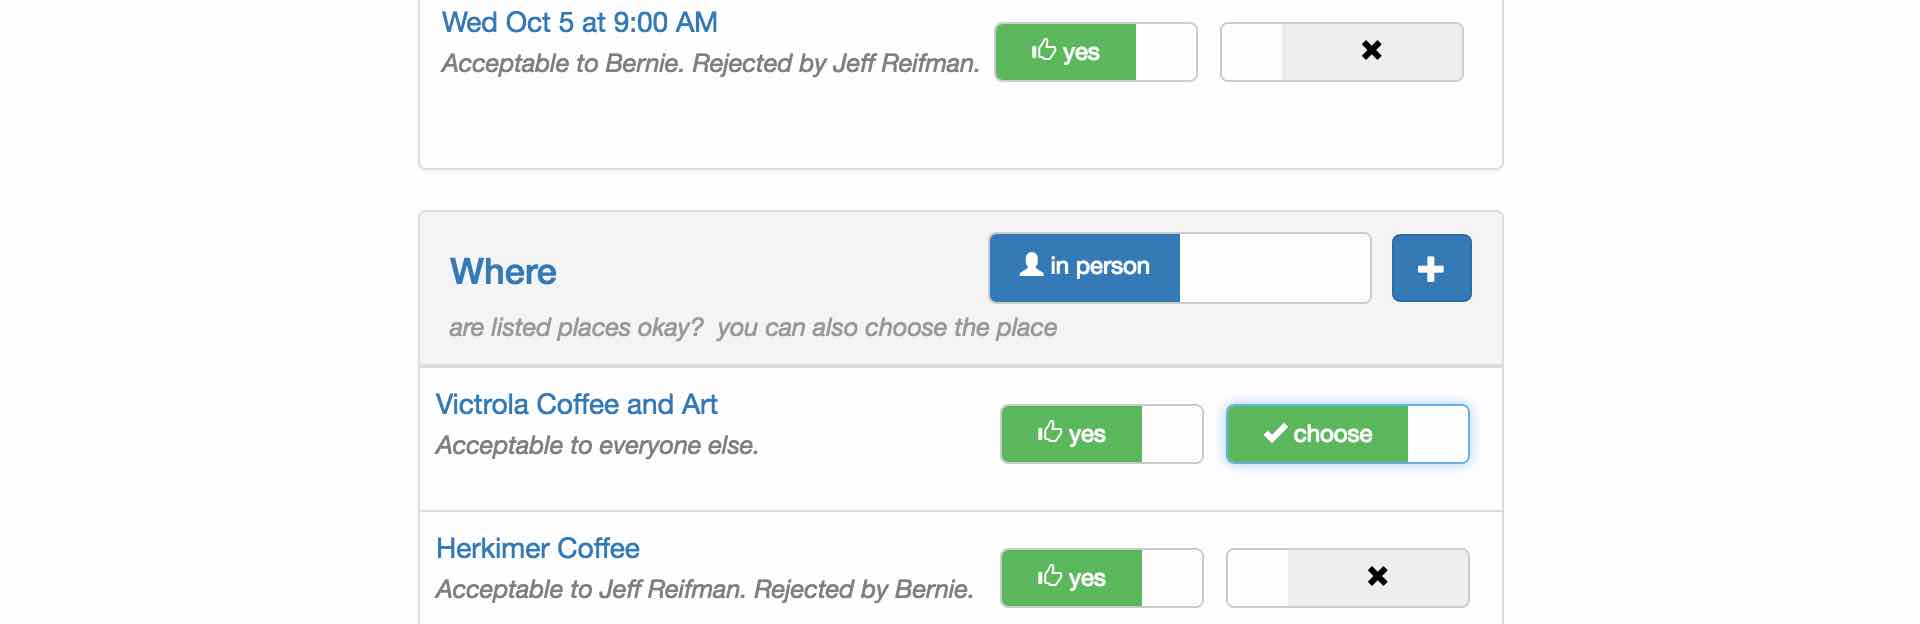 Wed Oct 5 at 9:00 AM
yes
Acceptable to Bernie. Rejected by Jeff Reifman.
Where
in person
are listed places okay?  you can also choose the place
Victrola Coffee and Art
yes
choose
Acceptable to everyone else.
Herkimer Coffee
yes
Acceptable to Jeff Reifman. Rejected by Bernie.